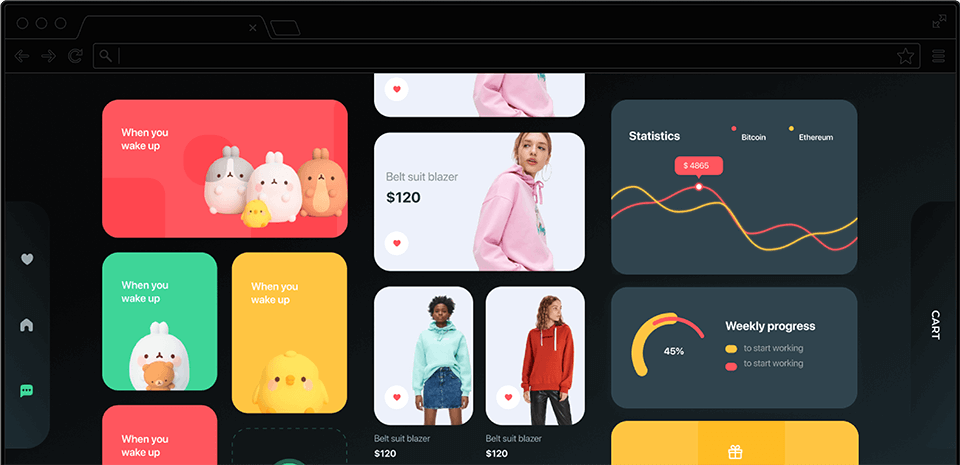 When you
wake up
Belt suit blazer
$120
Statistics
Bitcoin
Ethereum
$ 4865
When you
wake up
When you
wake up
Weekly progress
45%
to start working
to start working
CART
When you
wake up
Belt suit blazer
$120
Belt suit blazer
$120